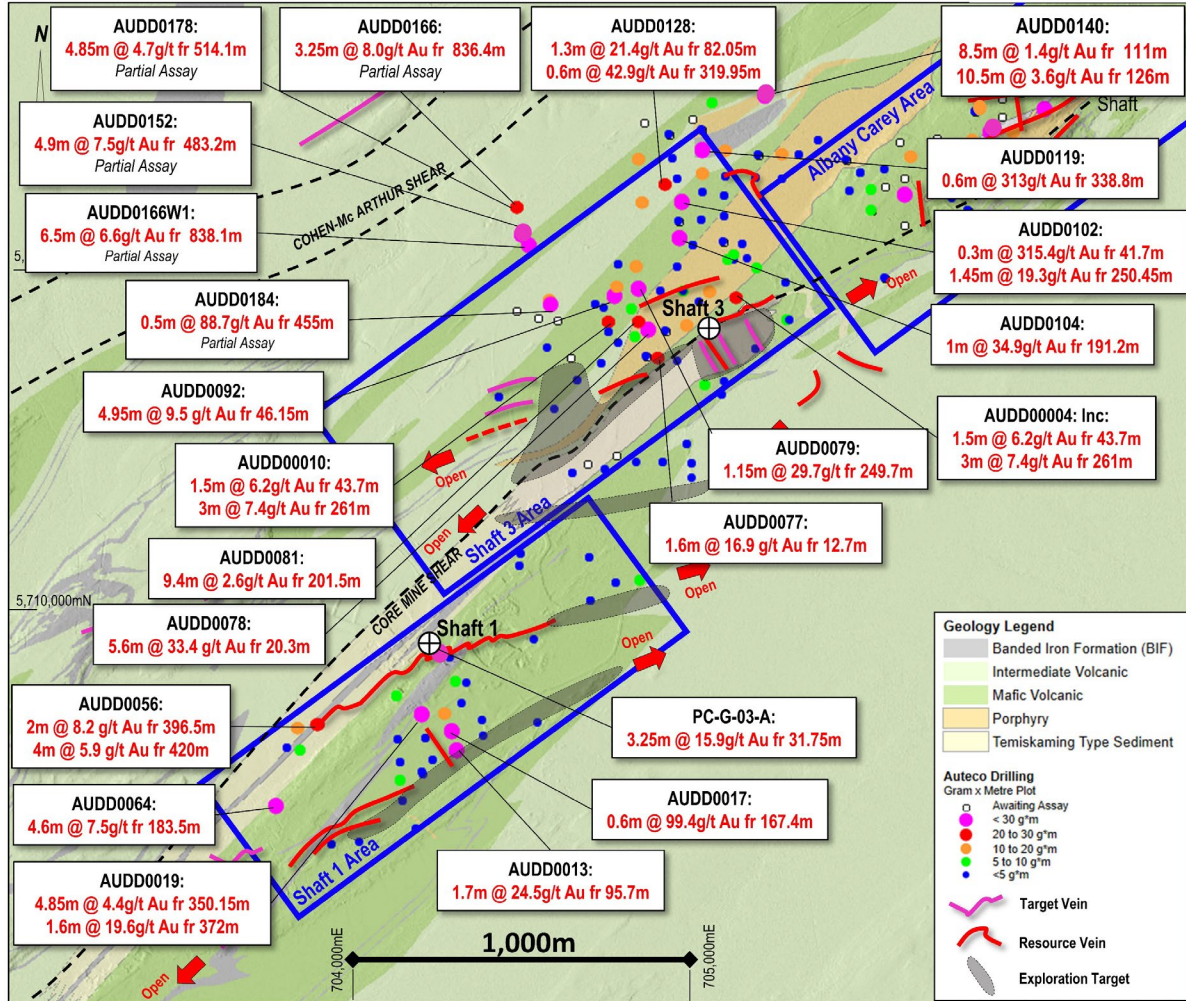 N
AUDD0178:
4.85m @ 4.7g/t fr 514.1m
Partial Assay
AUDD0166:
3.25m @ 8.0g/t Au fr 836.4m
Partial Assay
AUDD0128:
1.3m @ 21.4g/t Au fr 82.05m
0.6m @ 42.9g/t Au fr 319.95m
AUDD0140:
8.5m @ 1.4g/t Au fr 111m
10.5m @ 3.6g/t Au fr 126m
Shaft
AUDD0152:
4.9m @ 7.5g/t Au fr 483.2m
Partial Assay
COHEN-Mc ARTHUR SHEAR
Albany Carey Area
AUDD0119:
0.6m @ 313g/t Au fr 338.8m
AUDD0166W1:
6.5m @ 6.6g/t Au fr 838.1m
Partial Assay
AUDD0102:
0.3m @ 315.4g/t Au fr 41.7m
1.45m @ 19.3g/t Au fr 250.45m
5,
Open
AUDD0184:
0.5m @ 88.7g/t Au fr 455m
Partial Assay
Shaft 3
AUDD0104:
1m @ 34.9g/t Au fr 191.2m
AUDD0092:
4.95m @ 9.5 g/t Au fr 46.15m
AUDD00004: Inc:
1.5m @ 6.2g/t Au fr 43.7m
3m @ 7.4g/t Au fr 261m
AUDD00010:
1.5m @ 6.2g/t Au fr 43.7m
3m @ 7.4g/t Au fr 261m
Open
AUDD0079:
1.15m @ 29.7g/t fr 249.7m
Open
Shaft 3 Area
AUDD0077:
1.6m @ 16.9 g/t Au fr 12.7m
AUDD0081:
9.4m @ 2.6g/t Au fr 201.5m
CORE MINE SHEAR
Open
5,710,000mN
AUDD0078:
5.6m @ 33.4 g/t Au fr 20.3m
Shaft 1
Open
AUDD0056:
2m @ 8.2 g/t Au fr 396.5m
4m @ 5.9 g/t Au fr 420m
PC-G-03-A:
3.25m @ 15.9g/t Au fr 31.75m
AUDD0064:
4.6m @ 7.5g/t fr 183.5m
AUDD0017:
0.6m @ 99.4g/t Au fr 167.4m
Shaft 1 Area
AUDD0019:
4.85m @ 4.4g/t Au fr 350.15m
1.6m @ 19.6g/t Au fr 372m
AUDD0013:
1.7m @ 24.5g/t Au fr 95.7m
1,000m
704,000mE
705,000mE
Open
Geology Legend
Banded Iron Formation (BIF)
Intermediate Volcanic
Mafic Volcanic
Porphyry
Temiskaming Type Sediment
Auteco Drilling
Gram x Metre Plot
Awaiting Assay
< 30 g*m
20 to 30 g*m
10 to 20 g*m
5 to 10 g*m
<5 g*m
Target Vein
Resource Vein
Exploration Target